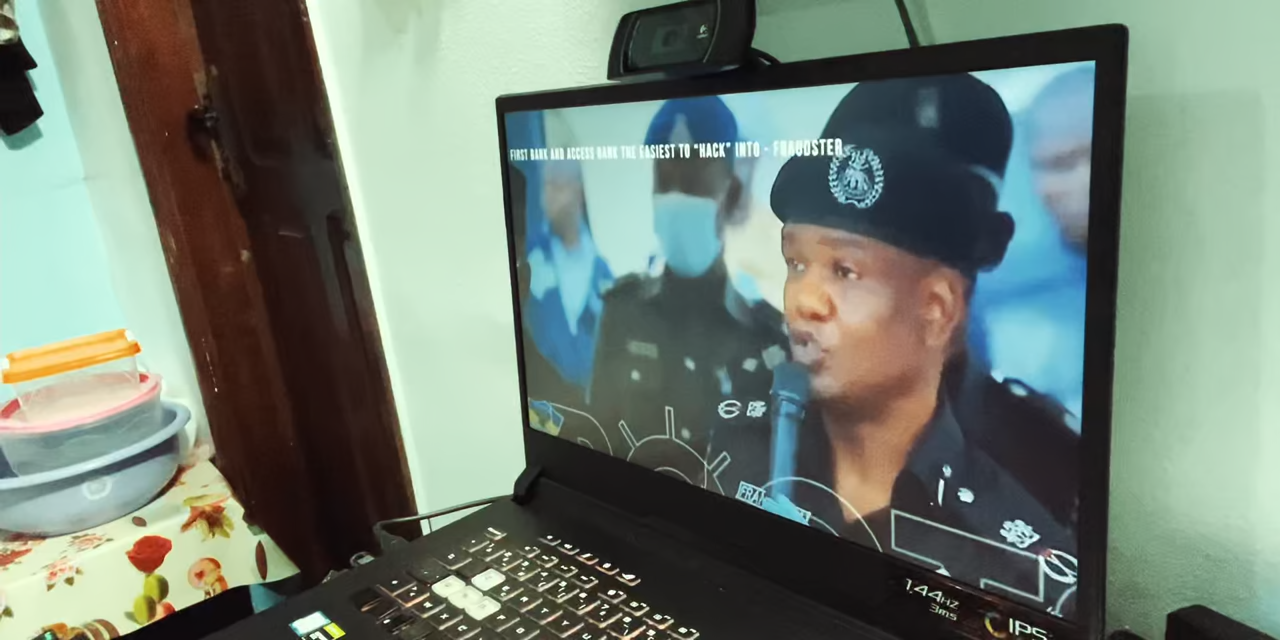 FIRST BANK AND ACCESS BANK THE EASIEST TO "HACK" INTO - FRAUDSTER
144HZ
3ms
IPS